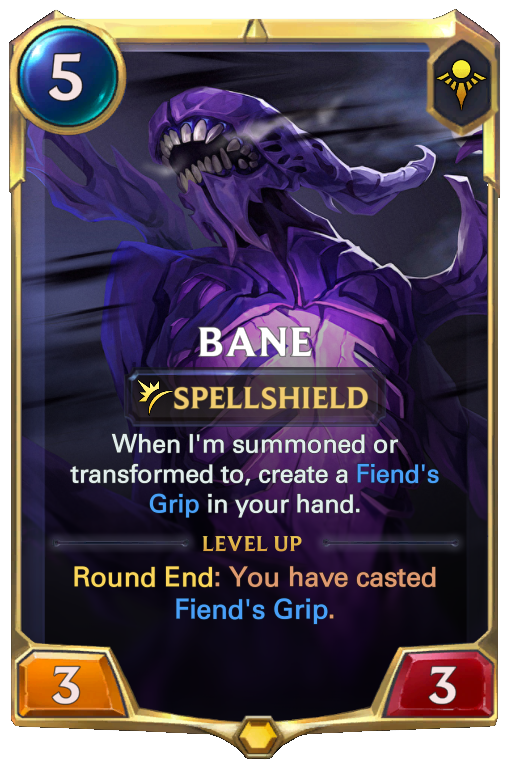 5
BANE
SPELLSHIELD
When I'm summoned or
transformed to, create a Fiend's
Grip in your hand.
LEVEL UP
Round End: You have casted
Fiend's Grip.
3
3